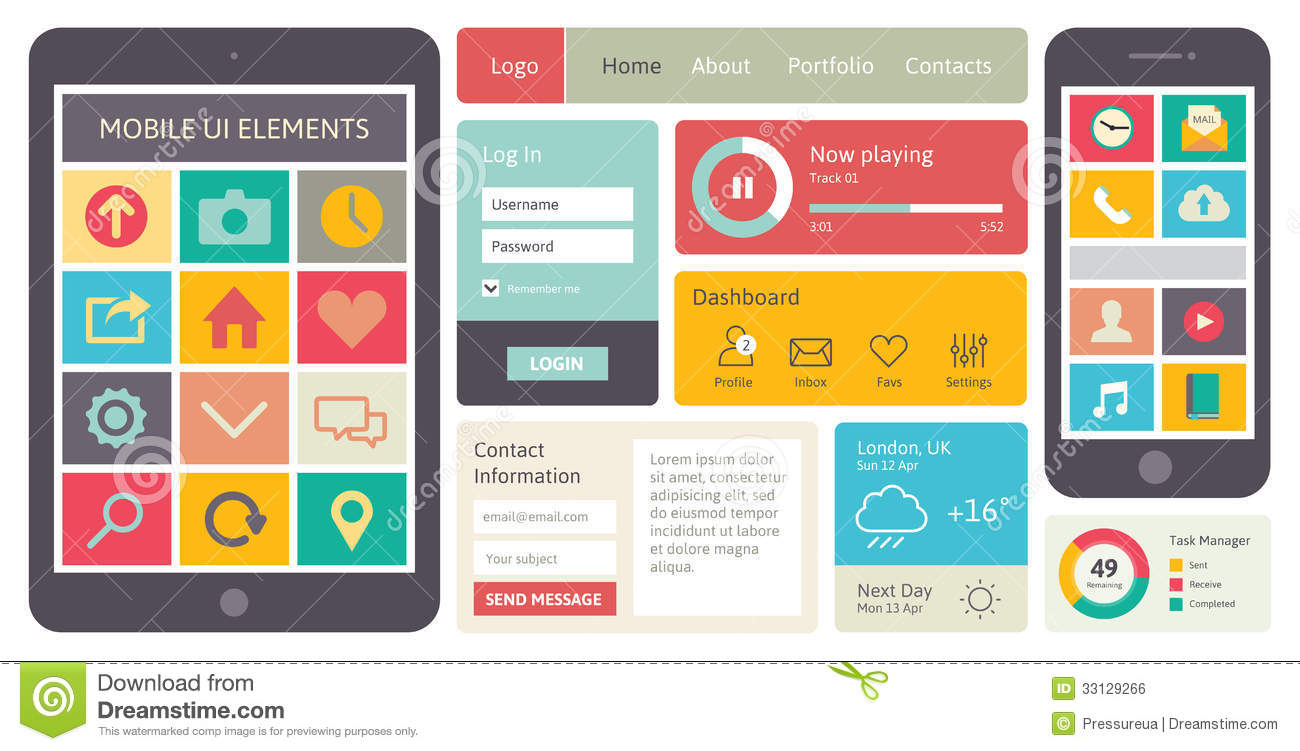 MOBILE UI ELEMENTS
Logo
Home About Portfolio Contacts
Log In
Username
Password
Remember me
LOGIN
Now playing
Track 01
3:01 5:52
Dashboard
2
Profile Inbox Favs Settings
Contact
Information
email@email.com
Your subject
SEND MESSAGE
Lorem ipsum dolor
sit amet, consectetur
adipisicing elit, sed
do eiusmod tempor
incididunt ut labore
et dolore magna
aliqua.
London, UK
Sun 12 Apr
+16°
Next Day
Mon 13 Apr
MAIL
49
Remaining
Task Manager
Sent
Receive
Completed
dreamstime
dreamstime
dreamstime
dreamstime
dreamstime
Download from
Dreamstime.com
This watermarked comp image is for previewing purposes only.
ID 33129266
© Pressureua | Dreamstime.com